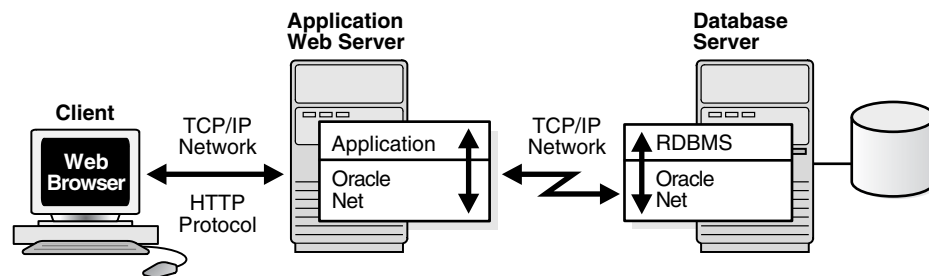 Application
Web Server
Database
Server
Client
TCP/IP
Network
HTTP
Protocol
Web
Browser
Application
Oracle
Net
TCP/IP
Network
RDBMS
Oracle
Net